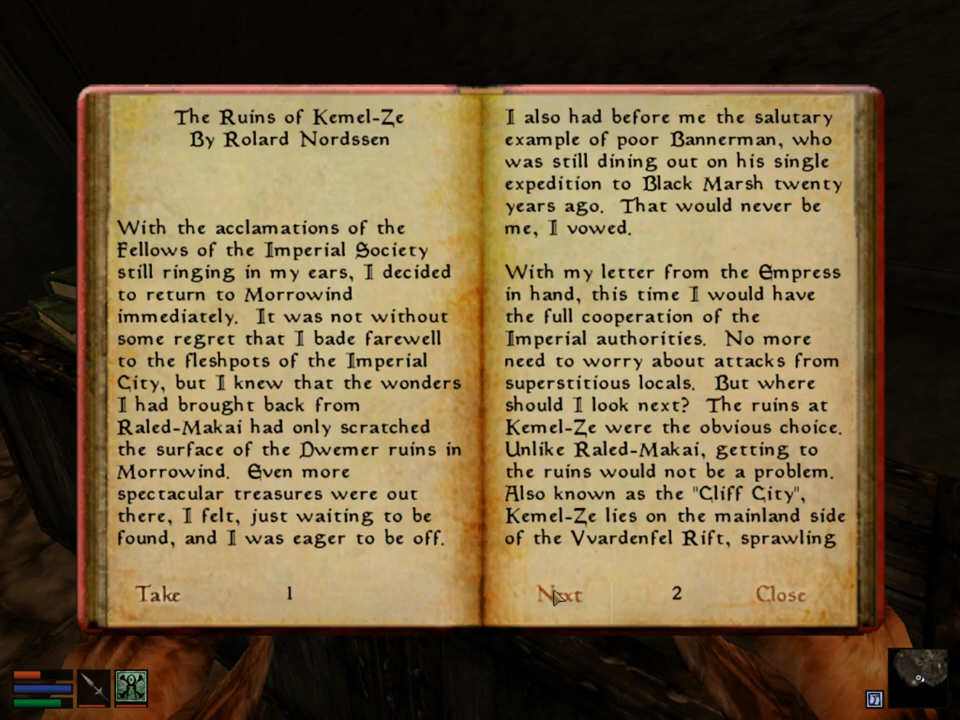 The Ruins of Kemel-Ze
By Rolard Nordssen
With the acclamations of the
Fellows of the Imperial Society
still ringing in my ears, I decided
to return to Morrowind
immediately. It was not without
some regret that I bade farewell
to the fleshpots of the Imperial
City, but I knew that the wonders
I had brought back from
Raled-Makai had only scratched
the surface of the Dwemer ruins in
Morrowind. Even more
spectacular treasures were out
there, I felt, just waiting to be
found, and I was eager to be off.
Take
1
I also had before me the salutary
example of poor Bannerman, who
was still dining out on his single
expedition to Black Marsh twenty
years ago. That would never be
me, I vowed.
With my letter from the Empress
in hand, this time I would have
the full cooperation of the
Imperial authorities. No more
need to worry about attacks from
superstitious locals. But where
should I look next? The ruins at
Kemel-Ze were the obvious choice.
Unlike Raled-Makai, getting to
the ruins would not be a problem.
Also known as the "Cliff City",
Kemel-Ze lies on the mainland side
of the Vvardenfel Rift, sprawling
Next
2
Close